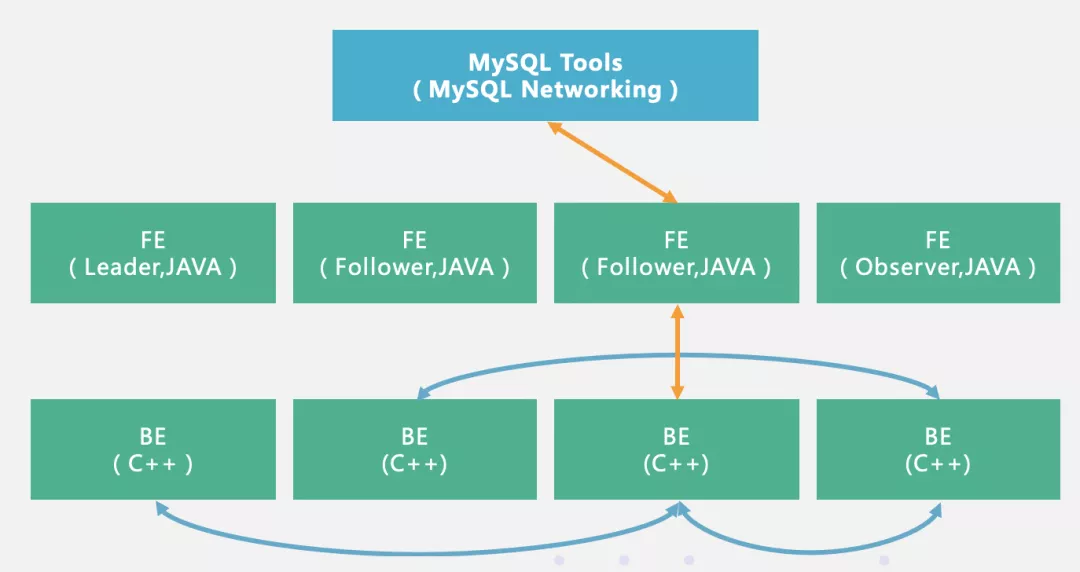 MySQL Tools
( MySQL Networking )
FE
( Leader,JAVA )
FE
( Follower,JAVA )
FE
( Follower,JAVA )
FE
( Observer,JAVA )
BE
( C++ )
BE
(C++)
BE
(C++)
BE
(C++)